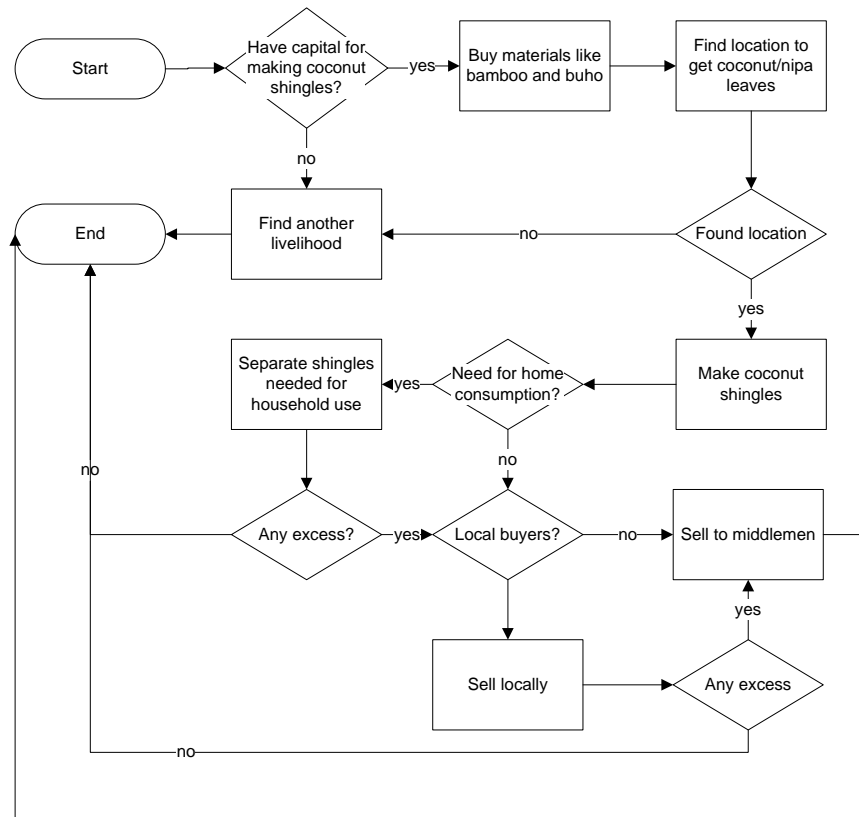 Start
Have capital for
making coconut
shingles?
yes
Buy materials like
bamboo and buho
Find location to
get coconut/nipa
leaves
no
End
Find another
livelihood
no
Found location
yes
Separate shingles
needed for
household use
yes
Need for home
consumption?
Make coconut
shingles
no
no
Any excess?
yes
Local buyers?
no
Sell to middlemen
yes
Sell locally
Any excess
no